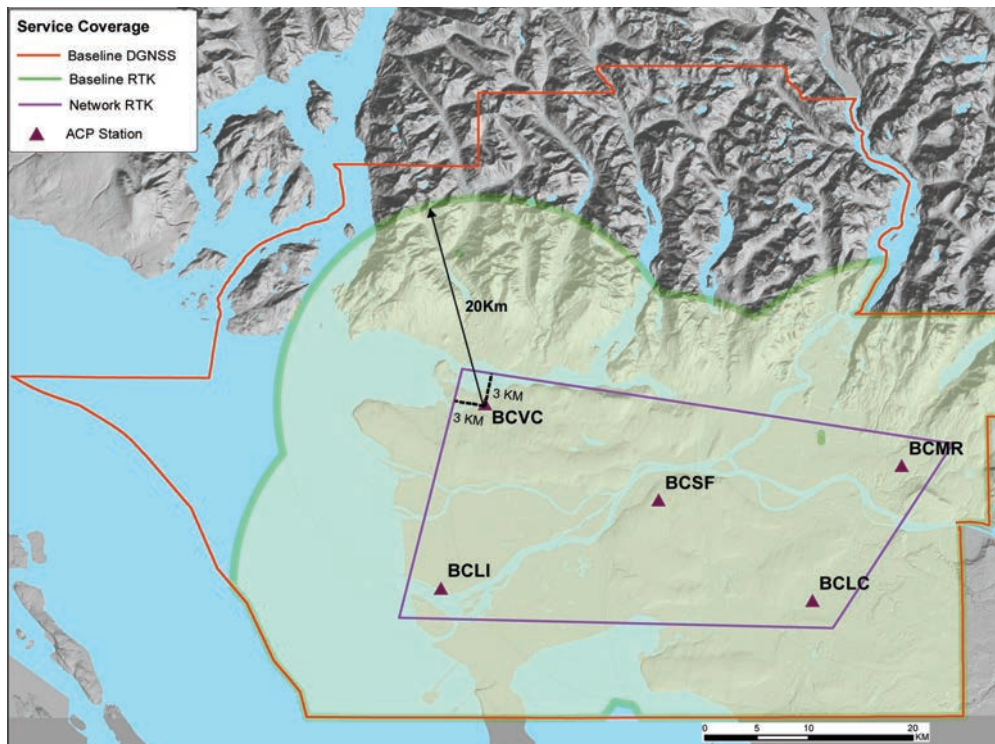 Service Coverage
Baseline DGNSS
Baseline RTK
Network RTK
ACP Station
20Km
3 KM
3 KM
BCVC
BCMR
BCSF
BCLI
BCLC
0 5 10 20
KM